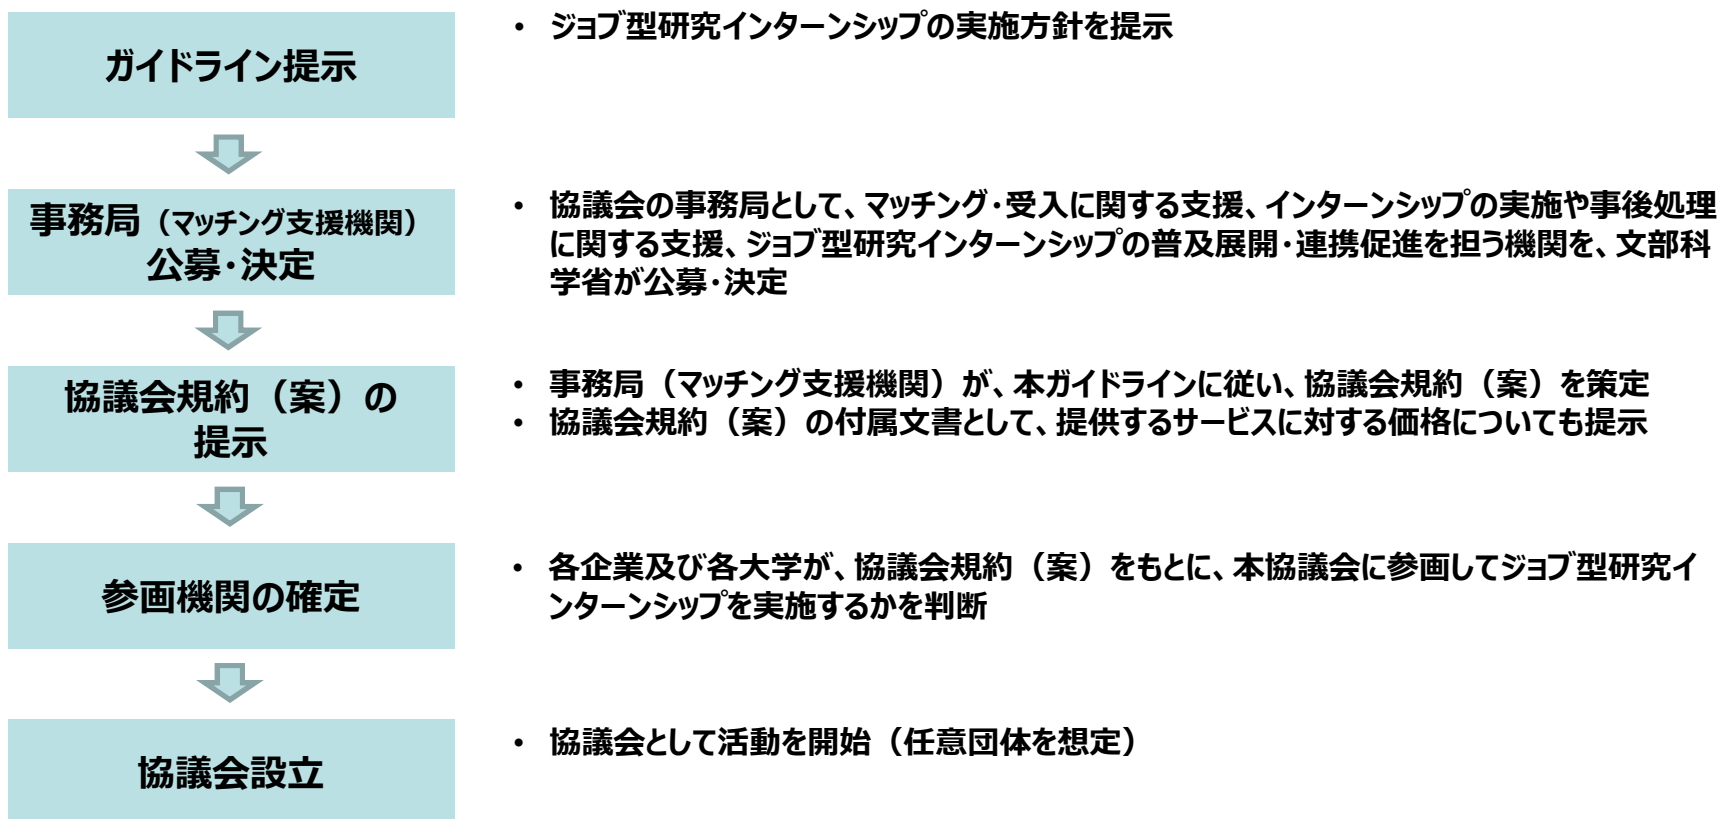 ガイドライン提示
• ジョブ型研究インターンシップの実施方針を提示
事務局（マッチング支援機関）
公募・決定
• 協議会の事務局として、マッチング・受入に関する支援、インターンシップの実施や事後処理
に関する支援、ジョブ型研究インターンシップの普及展開・連携促進を担う機関を、文部科
学省が公募・決定
協議会規約（案）の
提示
• 事務局（マッチング支援機関）が、本ガイドラインに従い、協議会規約（案）を策定
• 協議会規約（案）の付属文書として、提供するサービスに対する価格についても提示
参画機関の確定
• 各企業及び各大学が、協議会規約（案）をもとに、本協議会に参画してジョブ型研究イ
ンターンシップを実施するかを判断
協議会設立
• 協議会として活動を開始（任意団体を想定）